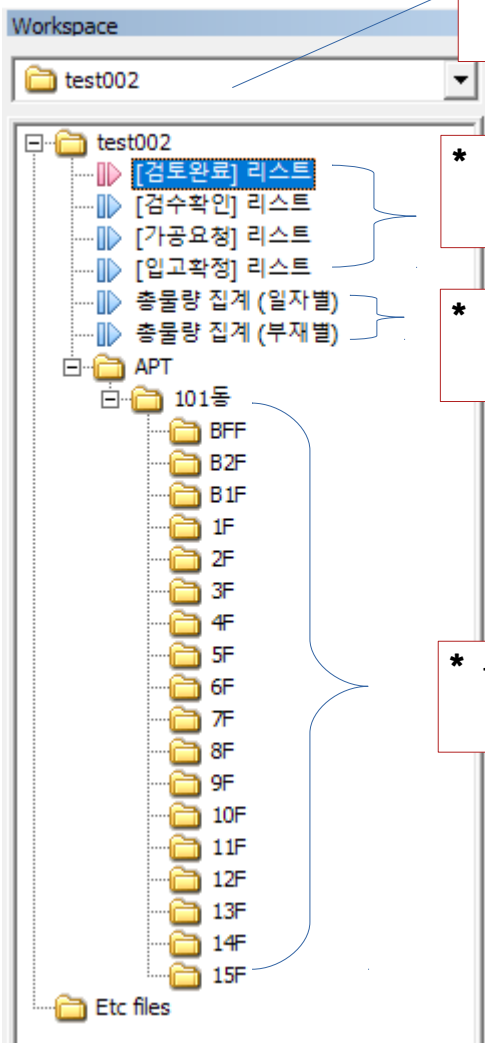 Workspace
test002
test002
[검토완료] 리스트
*
[검수확인] 리스트
[가공요청] 리스트
[입고확정] 리스트
총물량 집계 (일자별)
*
총물량 집계 (부재별)
APT
101동
BFF
B2F
B1F
1F
2F
3F
4F
5F
*
6F
7F
8F
9F
10F
11F
12F
13F
14F
15F
Etc files